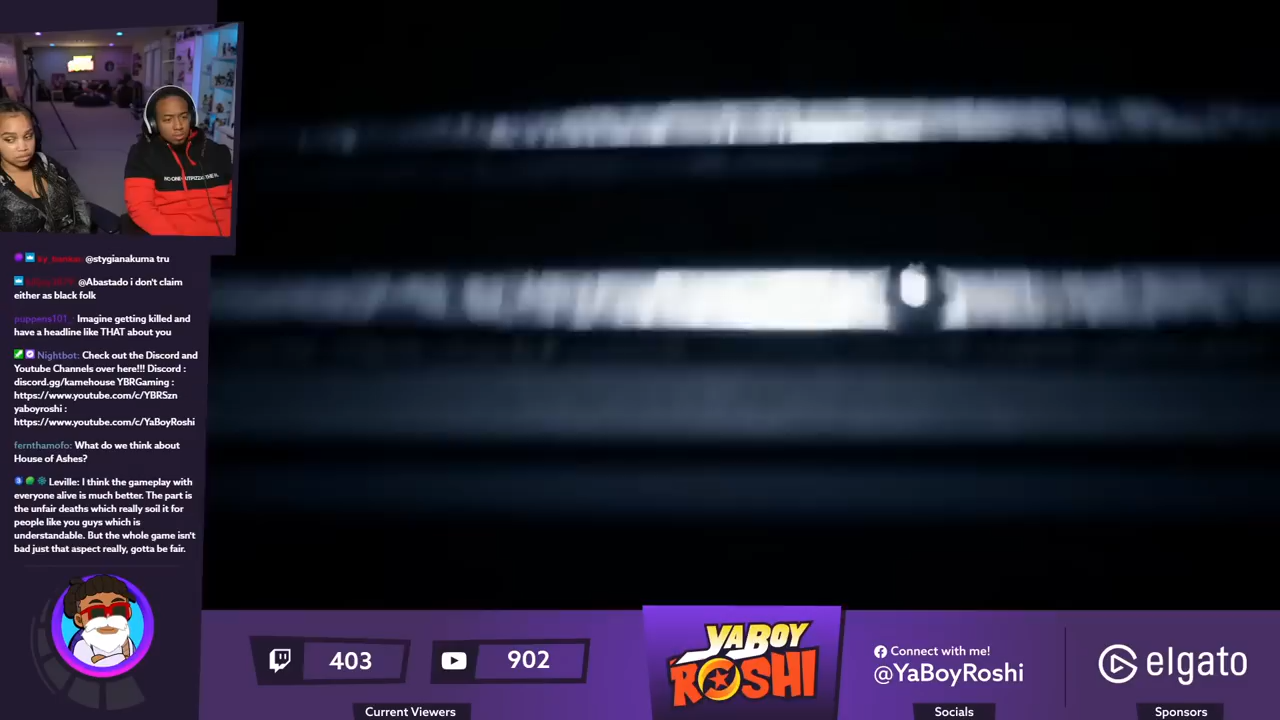 @stygianakuma tru
@Abastado i don't claim
either as black folk
puppens101_: Imagine getting killed and
have a headline like THAT about you
Nightbot: Check out the Discord and
Youtube Channels over here!!! Discord :
discord.gg/kamehouse YBRGaming :
https://www.youtube.com/c/YBRSzn
yaboyroshi :
https://www.youtube.com/c/YaBoyRoshi
fernthamofo: What do we think about
House of Ashes?
Leville: I think the gameplay with
everyone alive is much better. The part is
the unfair deaths which really soil it for
people like you guys which is
understandable. But the whole game isn't
bad just that aspect really, gotta be fair.
403
902
Current Viewers
YABOY
ROSHI
Connect with me!
@YaBoyRoshi
Socials
elgato
Sponsors